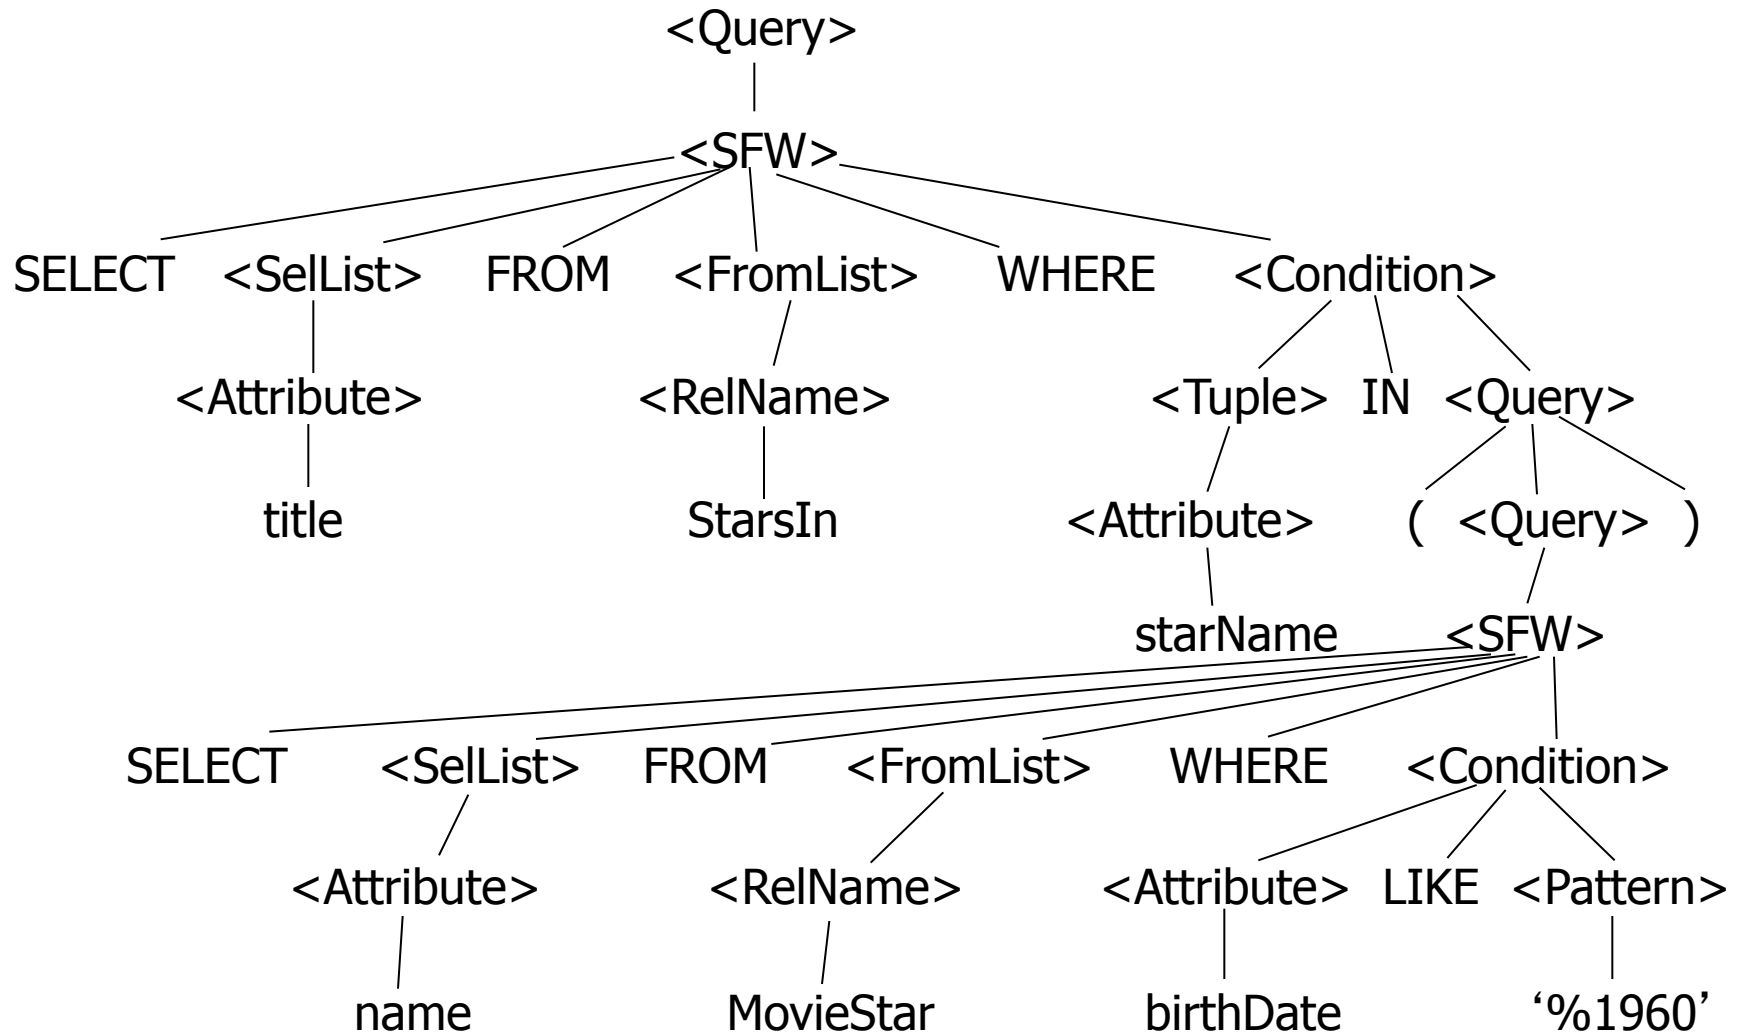 <Query>
<SFW>
SELECT <SelList> FROM <FromList> WHERE <Condition>
<Attribute> <RelName> <Tuple> IN <Query>
title StarsIn <Attribute> ( <Query> )
starName <SFW>
SELECT <SelList> FROM <FromList> WHERE <Condition>
<Attribute> <RelName> <Attribute> LIKE <Pattern>
name MovieStar birthDate ‘%1960’